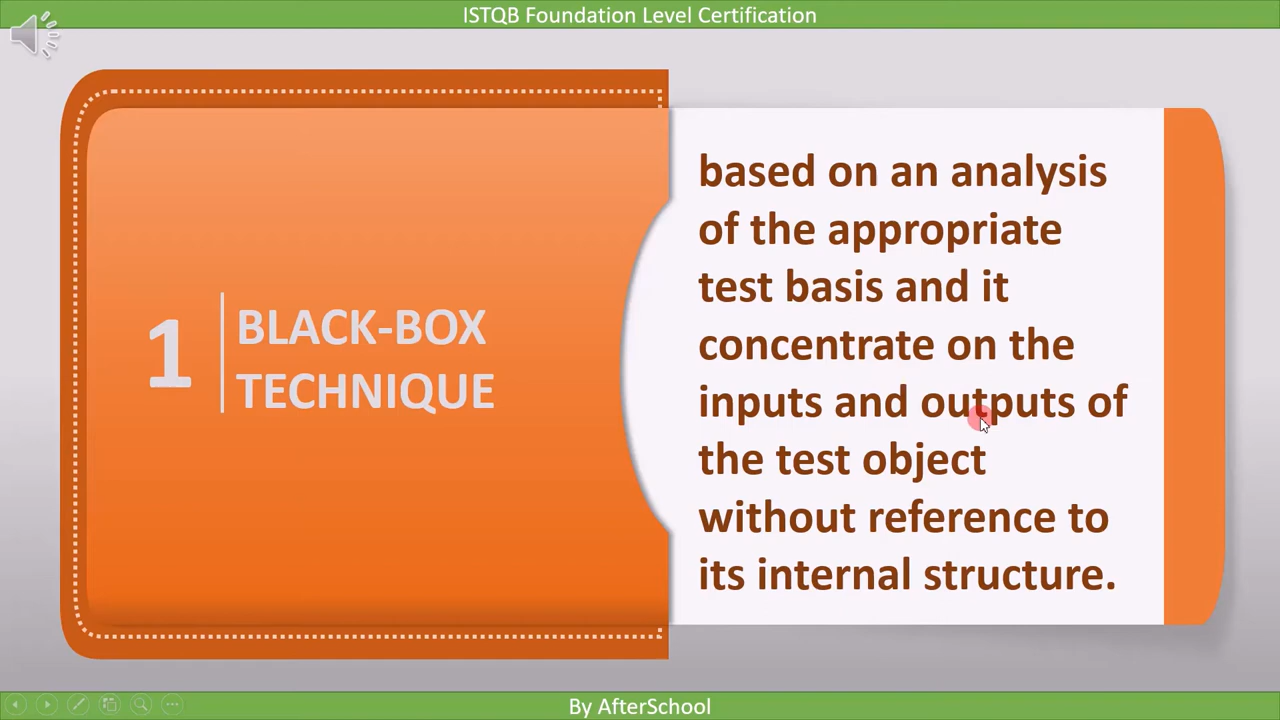 ISTQB Foundation Level Certification
1
BLACK-BOX
TECHNIQUE
based on an analysis
of the appropriate
test basis and it
concentrate on the
inputs and outputs of
the test object
without reference to
its internal structure.
By AfterSchool